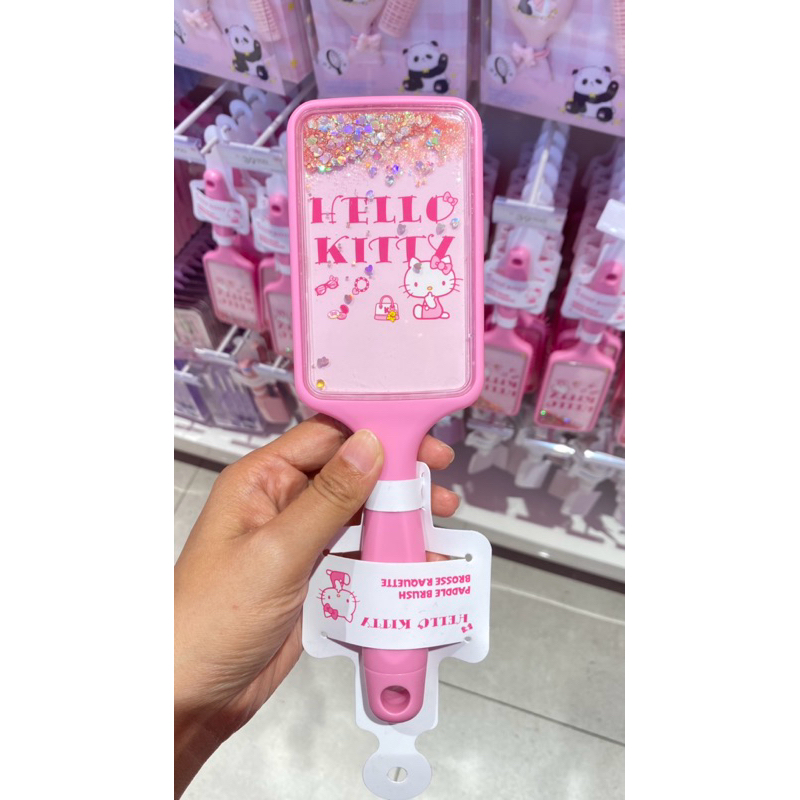 HELLO
KITTY
PADDLE BRUSH
BROSSE RAQUETTE
HELLO KITTY